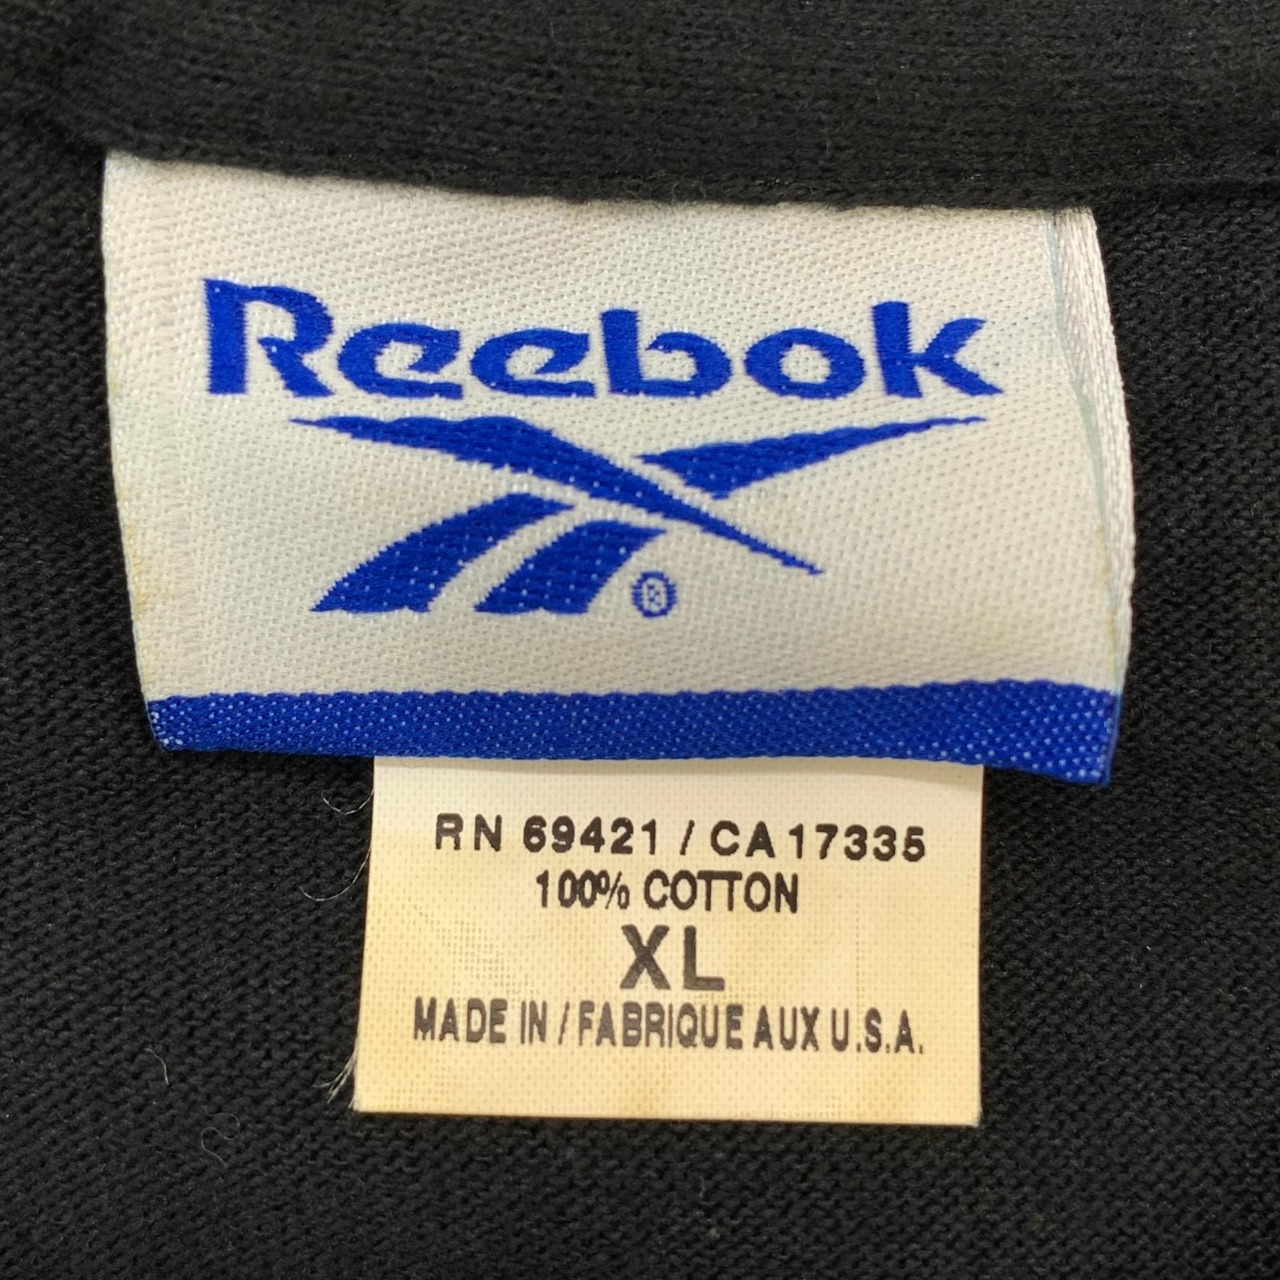 Reebok
®
RN 69421 / CA 17335
100% COTTON
XL
MADE IN / FABRIQUE AUX U.S.A.